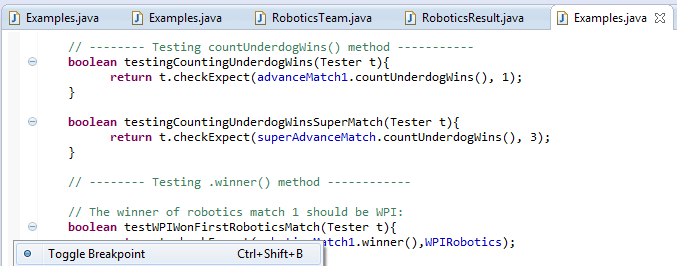 Examples.java Examples.java RoboticsTeam.java RoboticsResult.java Examples.java
// -------- Testing countUnderdogWins() method -----------
boolean testingCountingUnderdogWins(Tester t){
return t.checkExpect(advanceMatch1.countUnderdogWins(), 1);
}
boolean testingCountingUnderdogWinsSuperMatch(Tester t){
return t.checkExpect(superAdvanceMatch.countUnderdogWins(), 3);
}
// -------- Testing .winner() method ------------
// The winner of robotics match 1 should be WPI:
boolean testWPIWonFirstRoboticsMatch(Tester t){
Match1.winner(),WPIRobotics);
Toggle Breakpoint Ctrl+Shift+B